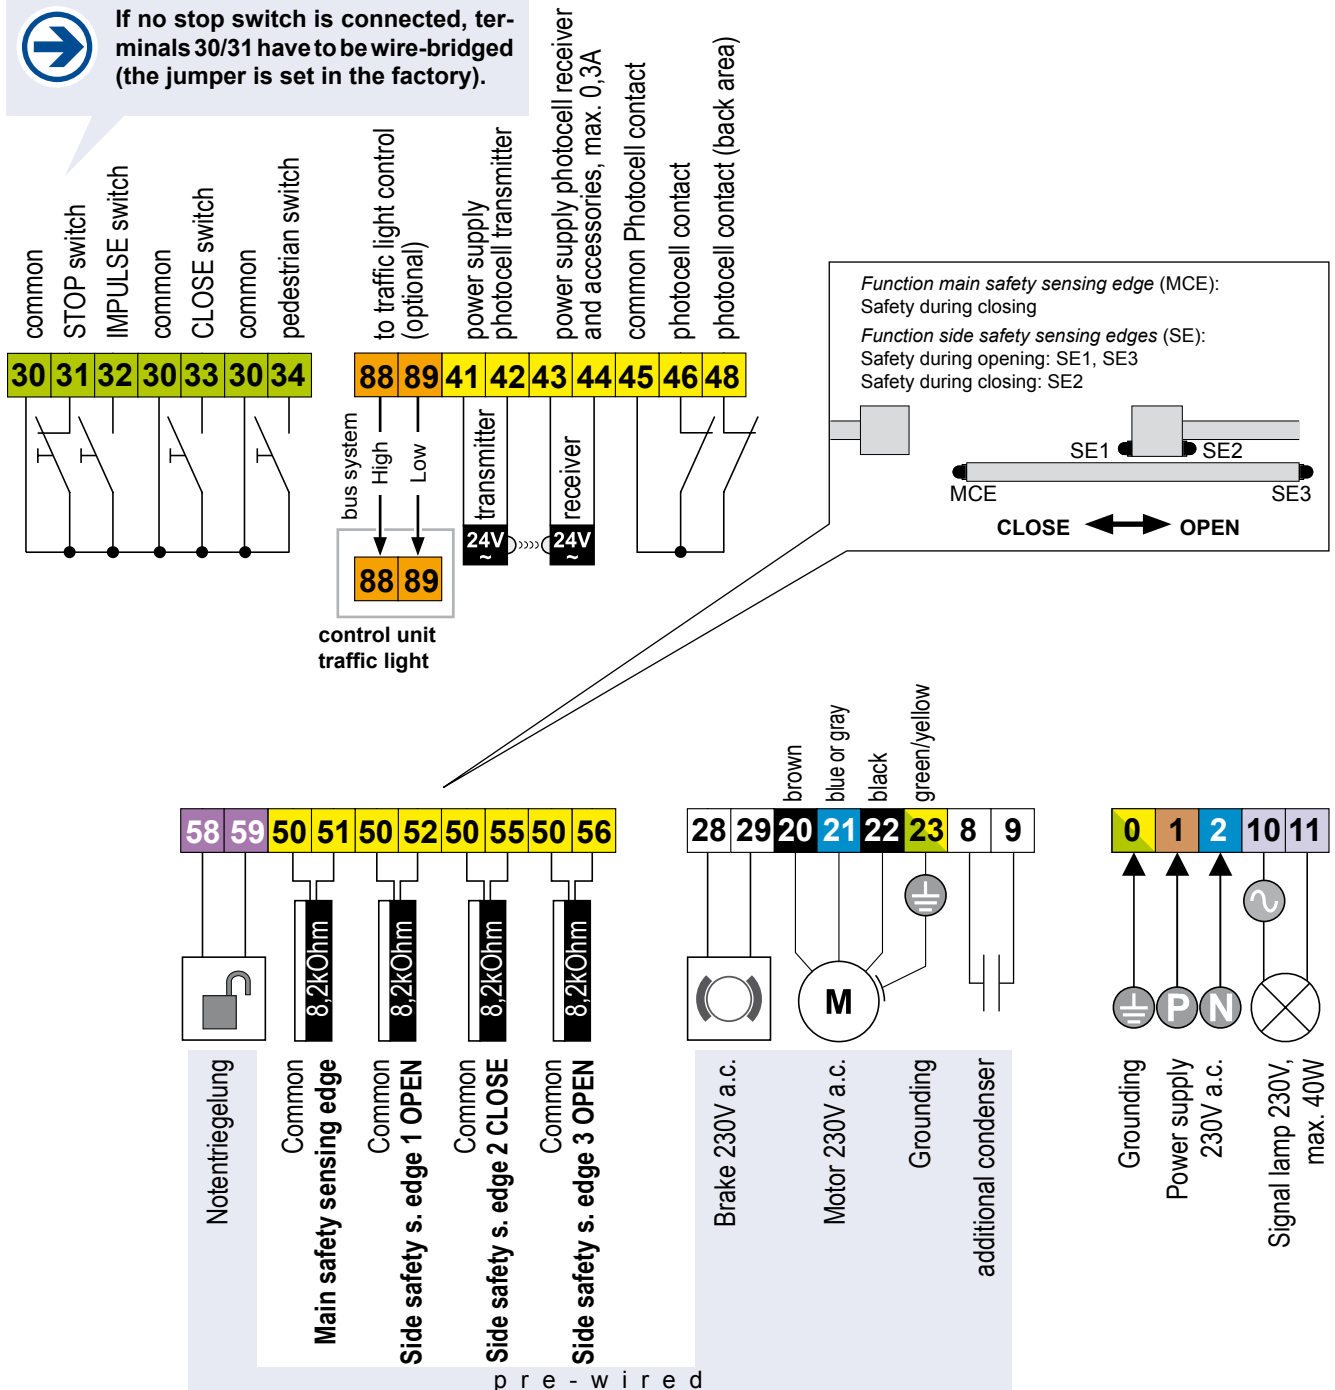 If no stop switch is connected, ter-
minals 30/31 have to be wire-bridged
(the jumper is set in the factory).
common
STOP switch
IMPULSE switch
common
CLOSE switch
common
pedestrian switch
to traffic light control
(optional)
power supply
photocell transmitter
power supply photocell receiver
and accessories, max. 0,3A
common Photocell contact
photocell contact
photocell contact (back area)
30 31 32 30 33 30 34
88 89 41 42 43 44 45 46 48
bus system
High
Low
transmitter
24V
~
receiver
24V
~
88 89
control unit
traffic light
Function main safety sensing edge (MCE):
Safety during closing
Function side safety sensing edges (SE):
Safety during opening: SE1, SE3
Safety during closing: SE2
SE1 SE2
MCE SE3
CLOSE OPEN
brown
blue or gray
black
green/yellow
58 59 50 51 50 52 50 55 50 56
28 29 20 21 22 23 8 9
0 1 2 10 11
8,2kOhm
8,2kOhm
8,2kOhm
8,2kOhm
M
P
N
Notentriegelung
Common
Main safety sensing edge
Common
Side safety s. edge 1 OPEN
Common
Side safety s. edge 2 CLOSE
Common
Side safety s. edge 3 OPEN
Brake 230V a.c.
Motor 230V a.c.
Grounding
additional condenser
Grounding
Power supply
230V a.c.
Signal lamp 230V,
max. 40W
pre-wired